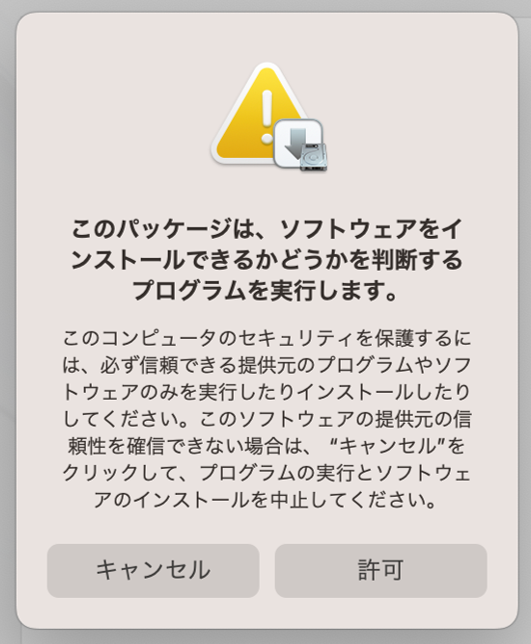 このパッケージは、ソフトウェアをイ
ンストールできるかどうかを判断する
プログラムを実行します。
このコンピュータのセキュリティを保護するに
は、必ず信頼できる提供元のプログラムやソフ
トウェアのみを実行したりインストールしたり
してください。このソフトウェアの提供元の信
頼性を確信できない場合は、 “キャンセル”を
クリックして、プログラムの実行とソフトウェ
アのインストールを中止してください。
キャンセル
許可